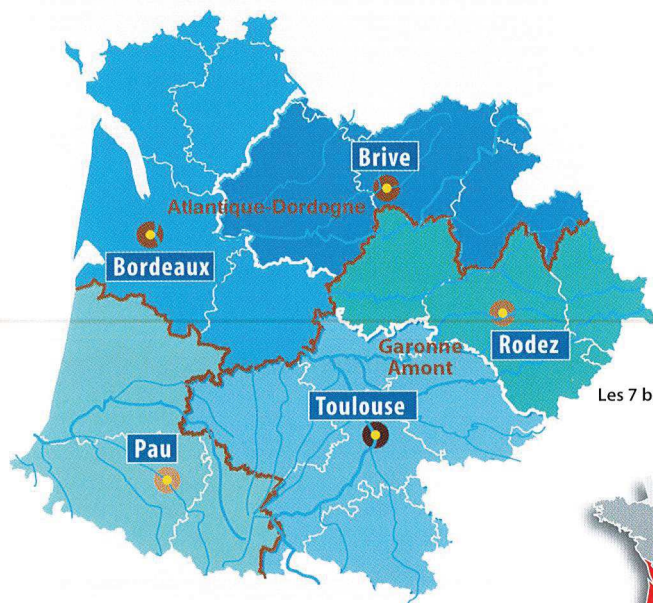 Brive
Atlantique-Dordogne
Bordeaux
Garonne
Amont
Rodez
Les 7 b
Toulouse
Pau